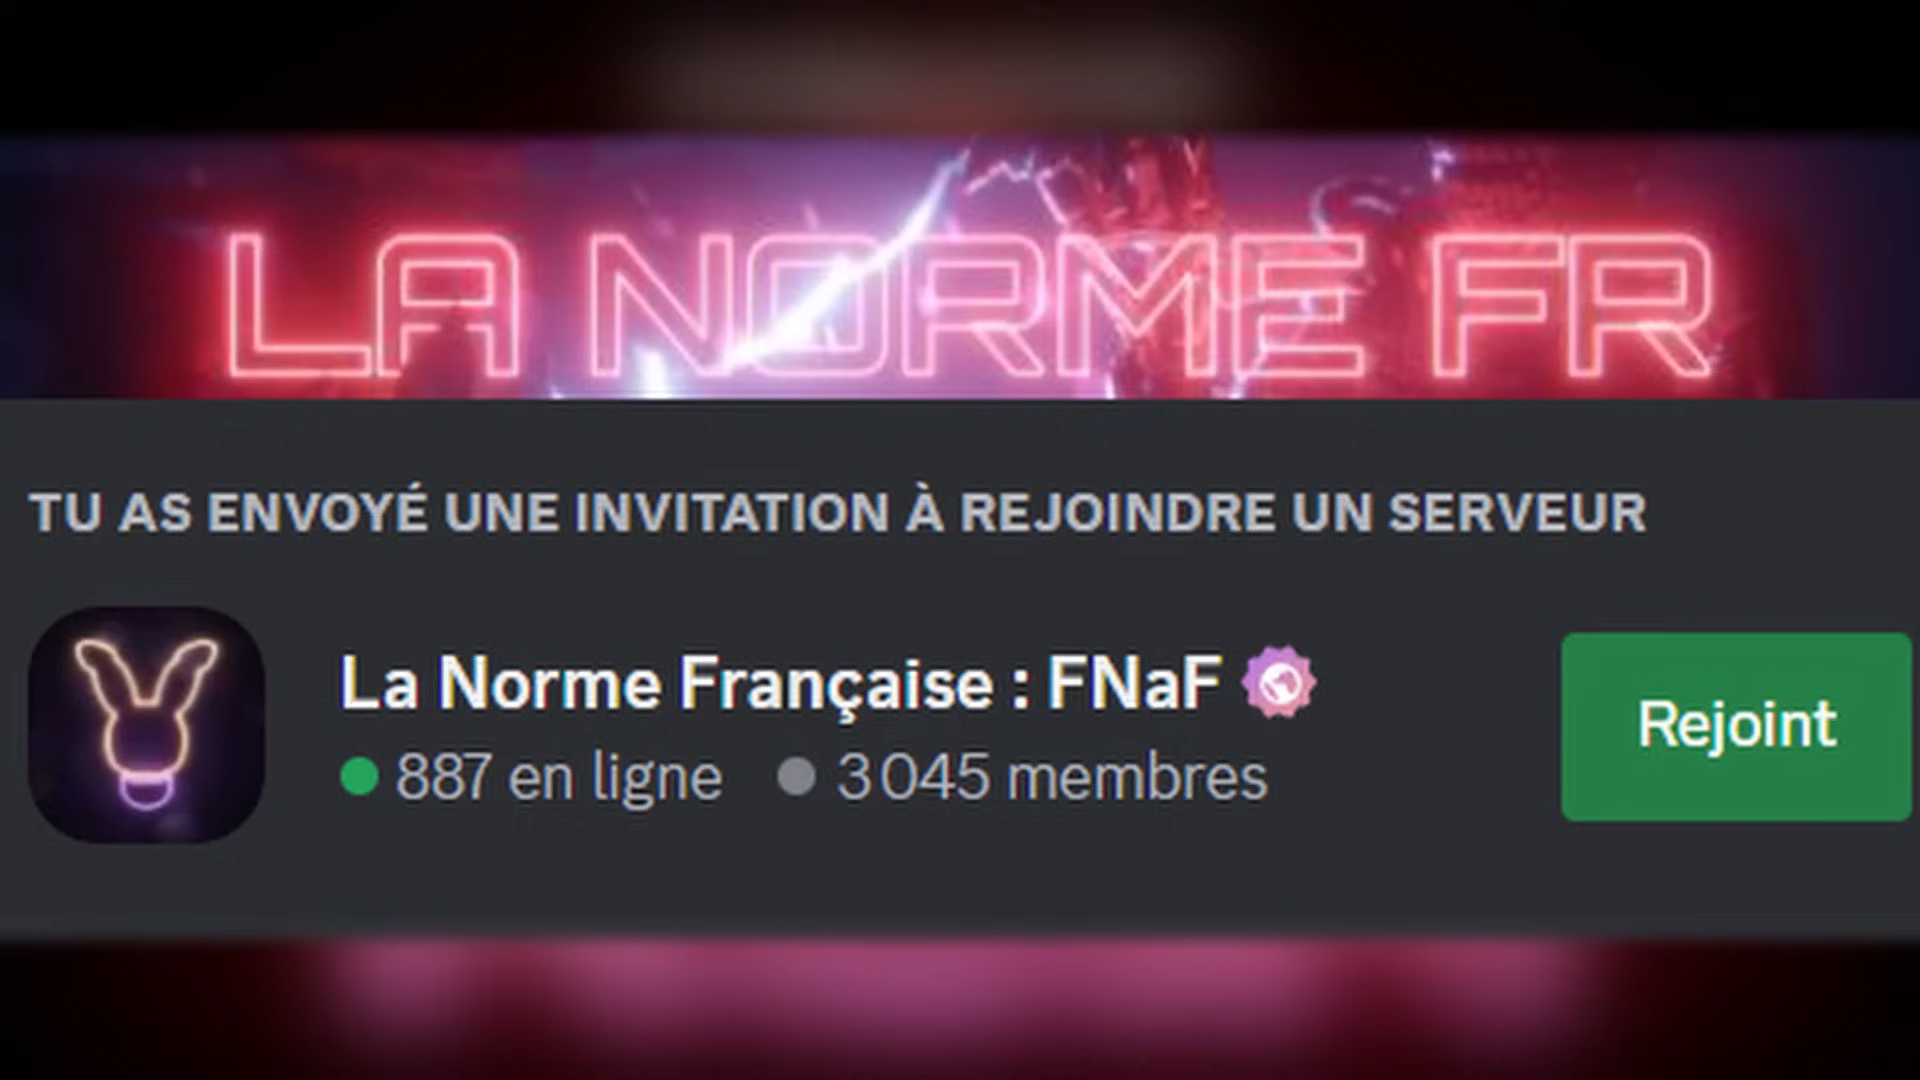 LA NORME FR
TU AS ENVOYÉ UNE INVITATION À REJOINDRE UN SERVEUR
La Norme Française : FNaF
887 en ligne 3 045 membres
Rejoint